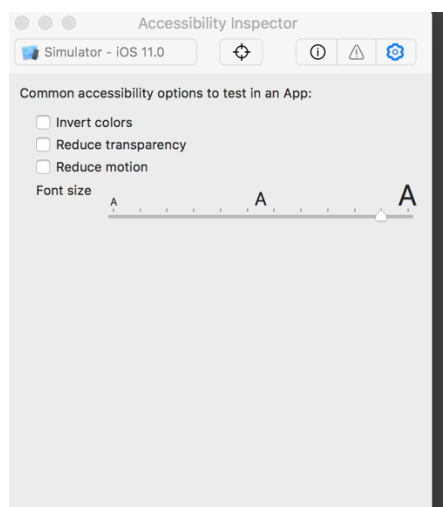 Accessibility Inspector
Simulator - iOS 11.0
Common accessibility options to test in an App:
Invert colors
Reduce transparency
Reduce motion
Font size
A A A